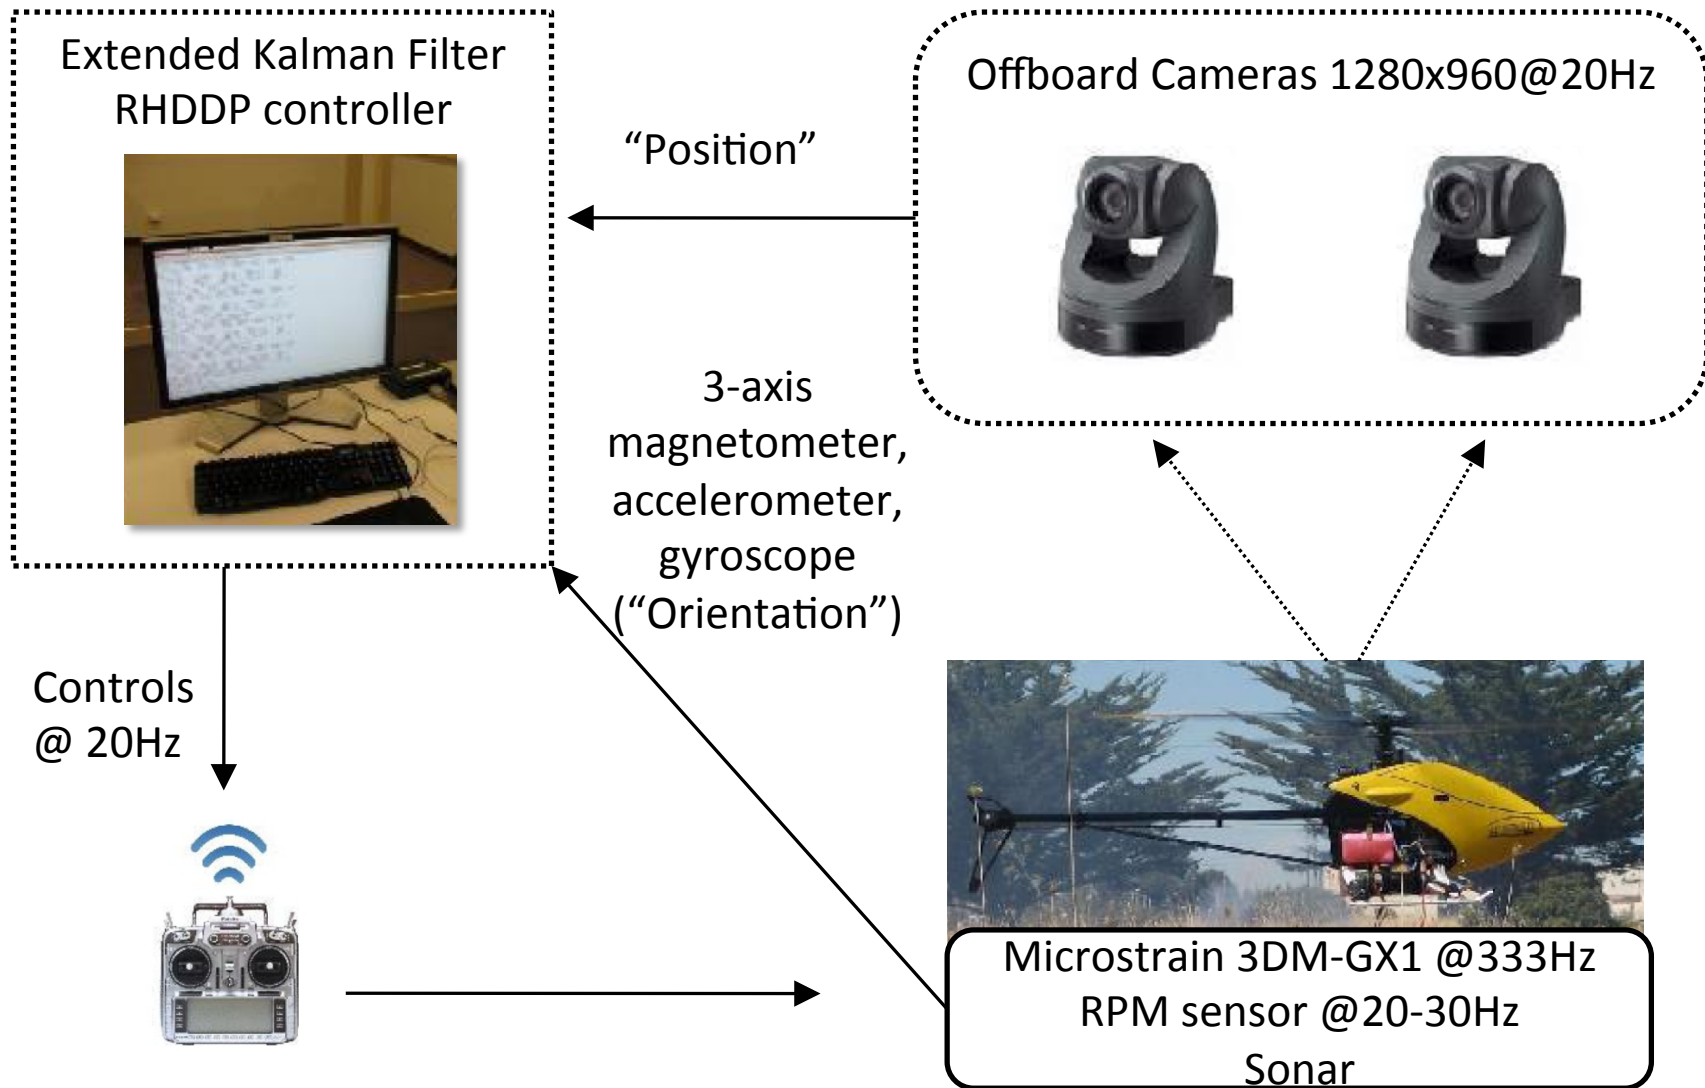 Extended Kalman Filter
RHDDP controller
Offboard Cameras 1280x960@20Hz
“Position”
3-axis
magnetometer,
accelerometer,
gyroscope
(“Orientation”)
Controls
@ 20Hz
Microstrain 3DM-GX1 @333Hz
RPM sensor @20-30Hz
Sonar